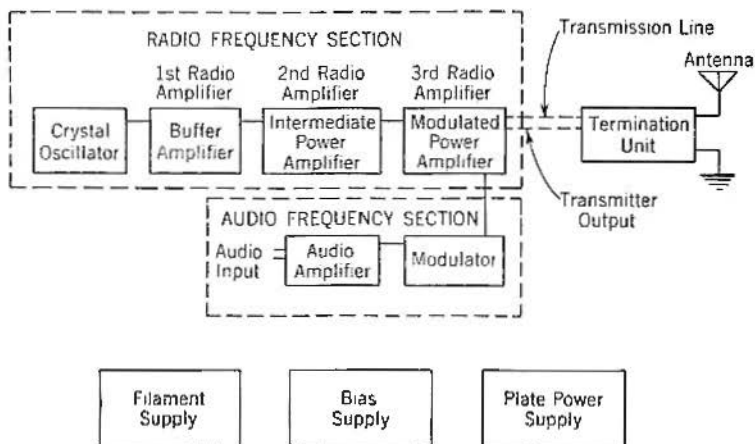 RADIO FREQUENCY SECTION
Transmission Line
Antenna
1st Radio
Amplifier
2nd Radio
Amplifier
3rd Radio
Amplifier
Crystal
Oscillator
Buffer
Amplifier
Intermediate
Power
Amplifier
Modulated
Power
Amplifier
Termination
Unit
Transmitter
Output
AUDIO FREQUENCY SECTION
Audio
Input
Audio
Amplifier
Modulator
Filament
Supply
Bias
Supply
Plate Power
Supply